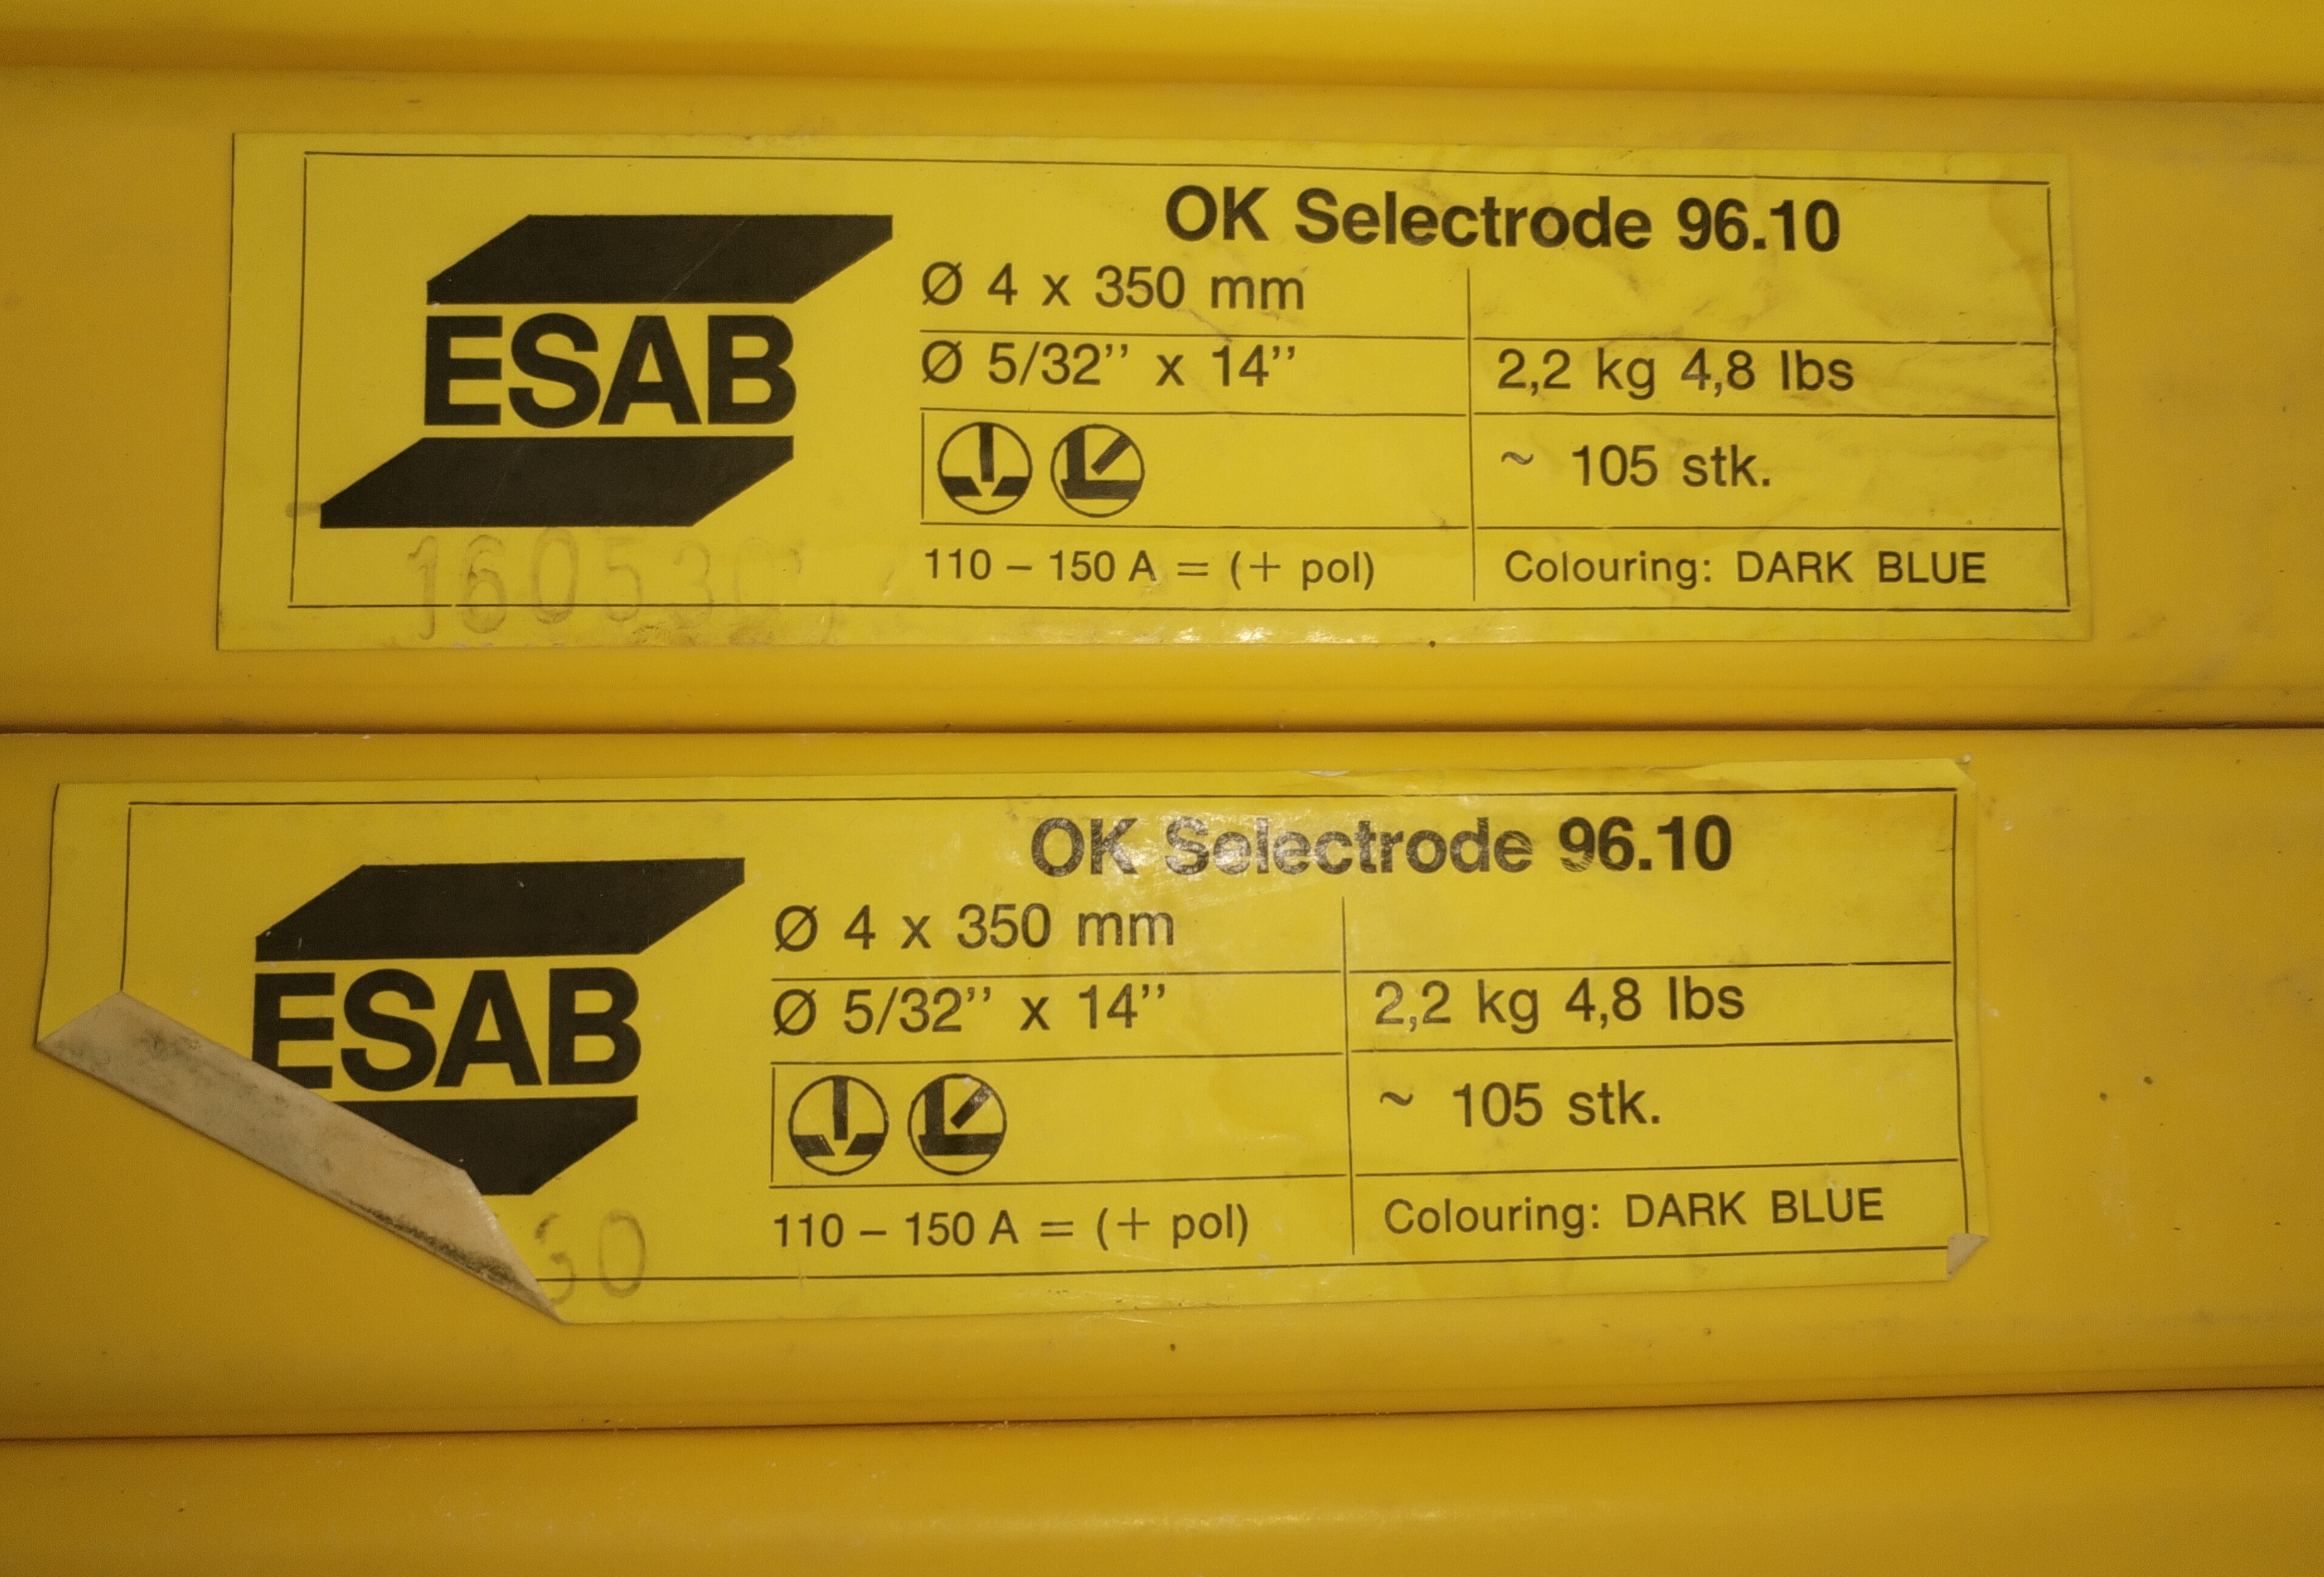 OK Selectrode 96.10
ESAB
Ø 4 x 350 mm
Ø 5/32’’ x 14’’
2,2 kg 4,8 lbs
~ 105 stk.
110 – 150 A = (+ pol)
Colouring: DARK BLUE
160530
OK Selectrode 96.10
ESAB
Ø 4 x 350 mm
Ø 5/32’’ x 14’’
2,2 kg 4,8 lbs
~ 105 stk.
110 – 150 A = (+ pol)
Colouring: DARK BLUE
30